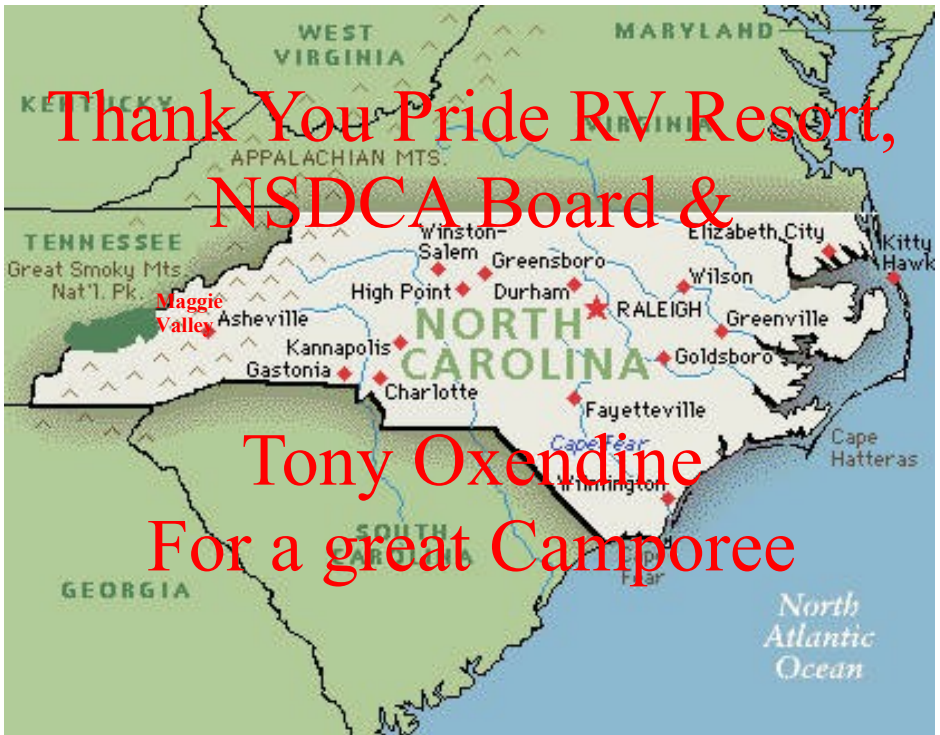 WEST
VIRGINIA
MARYLAND
KENTUCKY
Thank You Pride RV Resort,
VIRGINIA
APPALACHIAN MTS.
NSDCA Board &
TENNESSEE
Great Smoky Mts.
Nat'l. Pk.
Maggie
Valley
Asheville
Winston-
Salem
Greensboro
High Point
Durham
RALEIGH
Elizabeth City
Kitty
Hawk
Wilson
Greenville
NORTH
CAROLINA
Kannapolis
Gastonia
Charlotte
Goldsboro
Fayetteville
Cape Fear
Cape
Hatteras
Tony Oxendine
Wilmington
For a great Camporee
SOUTH
CAROLINA
Cape
Fear
GEORGIA
North
Atlantic
Ocean